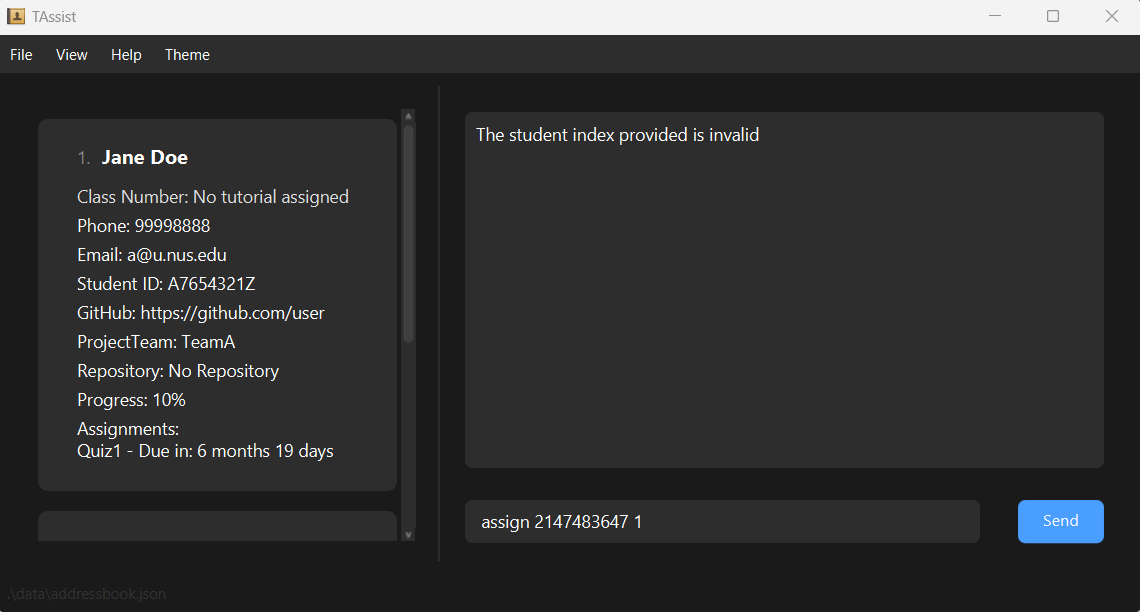 TAssist
File View Help Theme
1. Jane Doe
Class Number: No tutorial assigned
Phone: 99998888
Email: a@u.nus.edu
Student ID: A7654321Z
GitHub: https://github.com/user
ProjectTeam: TeamA
Repository: No Repository
Progress: 10%
Assignments:
Quiz1 - Due in: 6 months 19 days
The student index provided is invalid
assign 2147483647 1
Send
.\data\addressbook.json